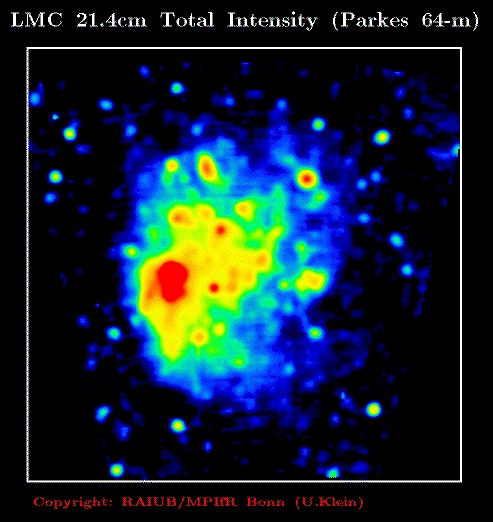 LMC 21.4cm Total Intensity (Parkes 64-m)
Copyright: RAIUB/MPIfR Bonn (U.Klein)